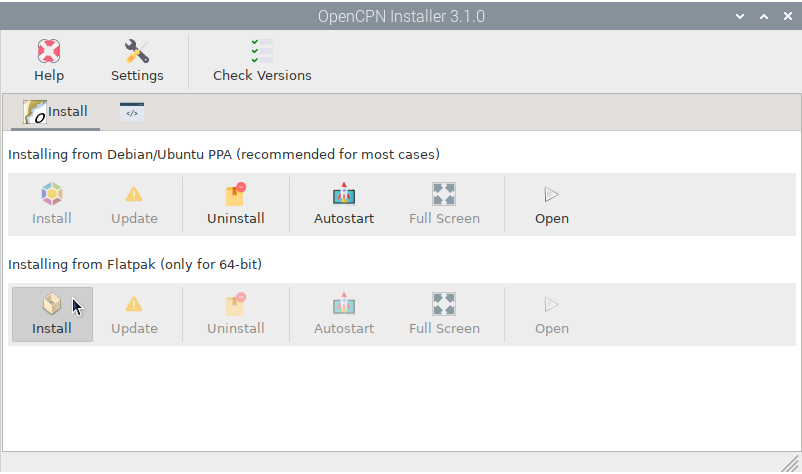 OpenCPN Installer 3.1.0
Help Settings Check Versions
Install </>
Installing from Debian/Ubuntu PPA (recommended for most cases)
Install Update Uninstall Autostart Full Screen Open
Installing from Flatpak (only for 64-bit)
Install Update Uninstall Autostart Full Screen Open